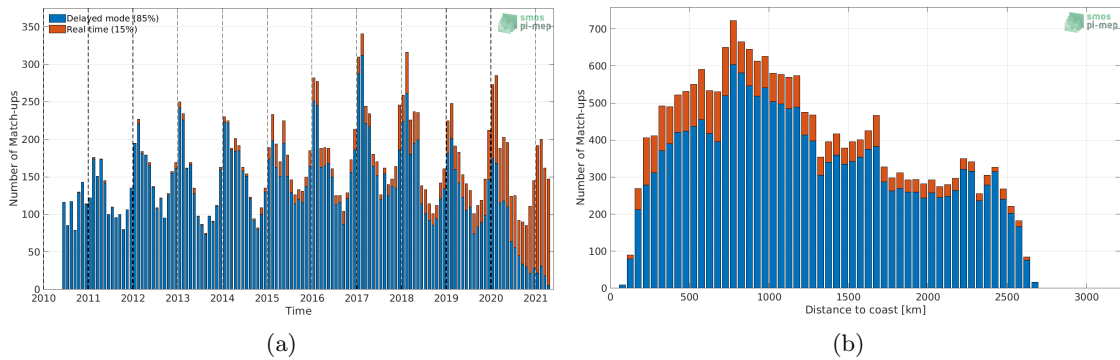 Delayed mode (85%)
Real time (15%)
smos
pi-mep
Number of Match-ups
350
300
250
200
150
100
50
0
2010 2011 2012 2013 2014 2015 2016 2017 2018 2019 2020 2021
Time
(a)
smos
pi-mep
Number of Match-ups
700
600
500
400
300
200
100
0
0 500 1000 1500 2000 2500 3000
Distance to coast [km]
(b)